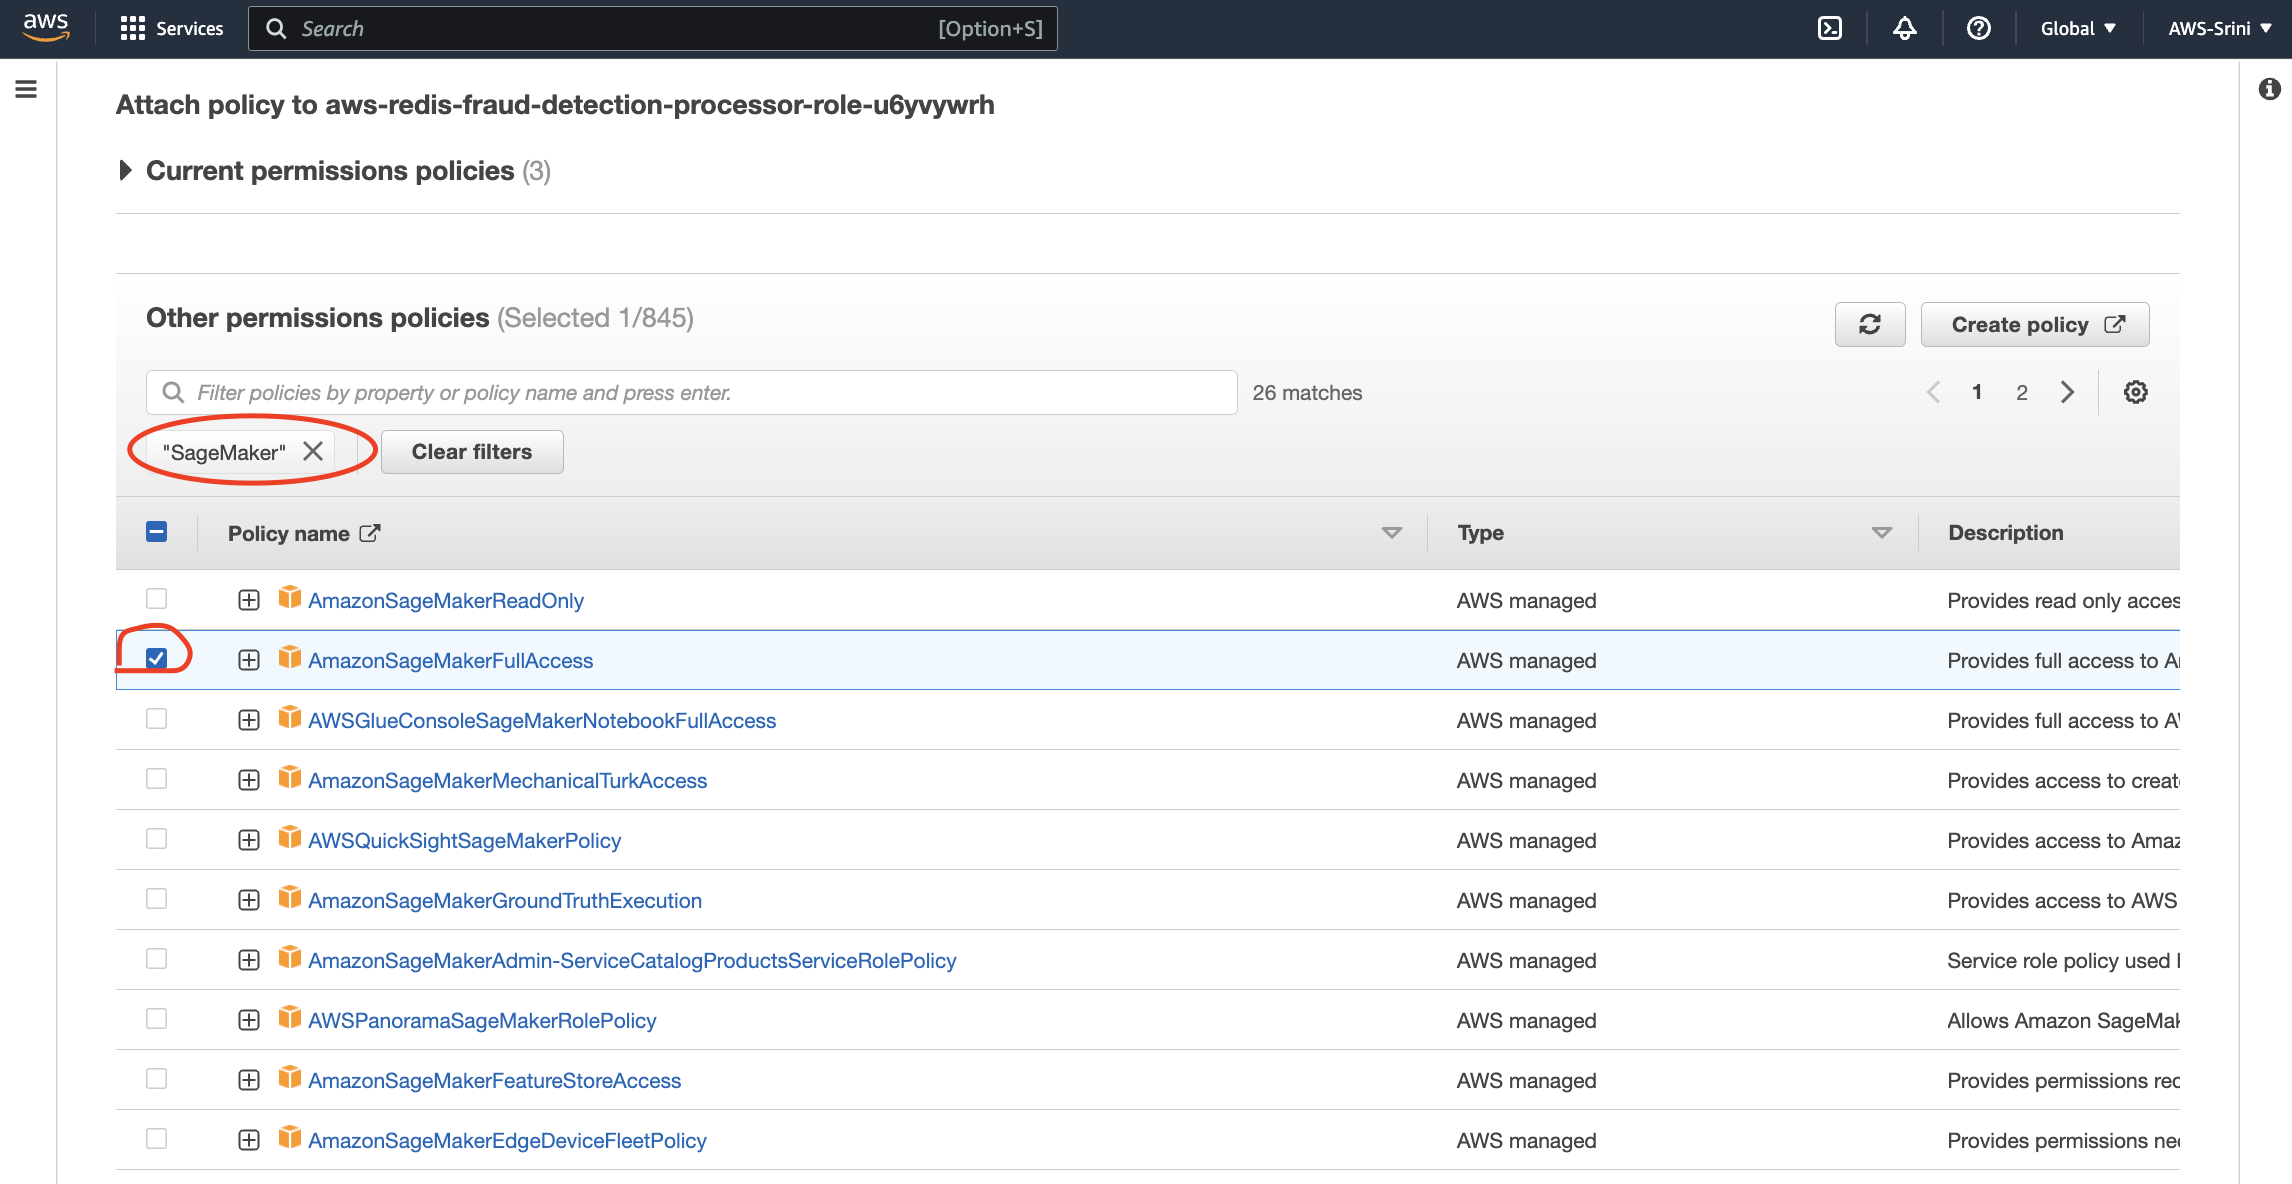 aws Services Search [Option+S] Global AWS-Srini
Attach policy to aws-redis-fraud-detection-processor-role-u6yvywrh
Current permissions policies (3)
Other permissions policies (Selected 1/845)
Create policy
Filter policies by property or policy name and press enter. 26 matches 1 2
"SageMaker" Clear filters
Policy name Type Description
AmazonSageMakerReadOnly AWS managed Provides read only acces
AmazonSageMakerFullAccess AWS managed Provides full access to A
AWSGlueConsoleSageMakerNotebookFullAccess AWS managed Provides full access to A
AmazonSageMakerMechanicalTurkAccess AWS managed Provides access to creat
AWSQuickSightSageMakerPolicy AWS managed Provides access to Amaz
AmazonSageMakerGroundTruthExecution AWS managed Provides access to AWS
AmazonSageMakerAdmin-ServiceCatalogProductsServiceRolePolicy AWS managed Service role policy used
AWSPanoramaSageMakerRolePolicy AWS managed Allows Amazon SageMak
AmazonSageMakerFeatureStoreAccess AWS managed Provides permissions rec
AmazonSageMakerEdgeDeviceFleetPolicy AWS managed Provides permissions ne